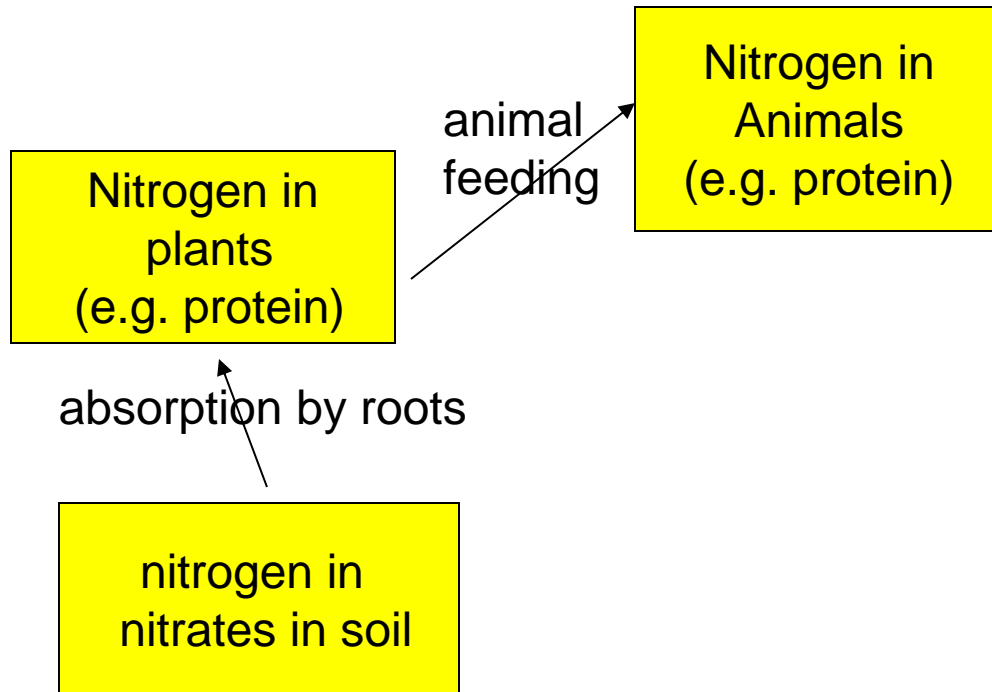 Nitrogen in
Animals
(e.g. protein)
animal
feeding
Nitrogen in
plants
(e.g. protein)
absorption by roots
nitrogen in
nitrates in soil